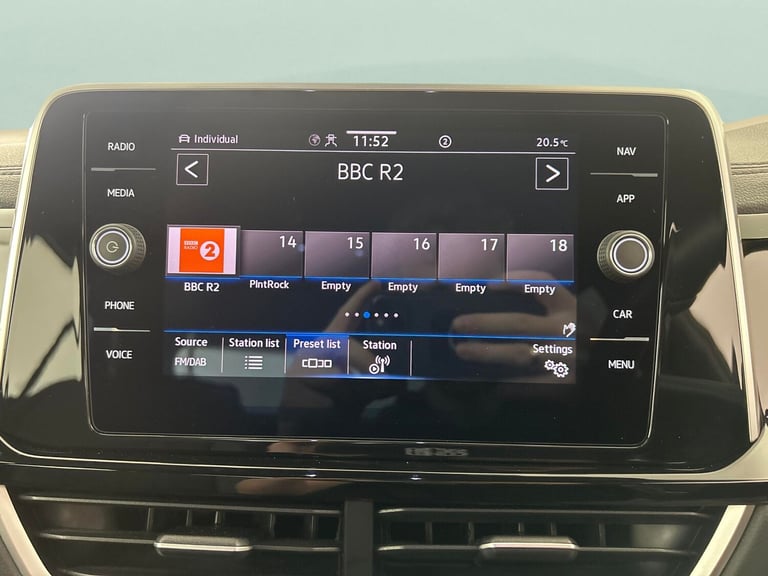 RADIO
MEDIA
PHONE
VOICE
Individual 11:52 2 20.5°C
< BBC R2 >
BBC RADIO 2 14 15 16 17 18
BBC R2 PlntRock Empty Empty Empty Empty
Source Station list Preset list Station Settings
FM/DAB
NAV
APP
CAR
MENU